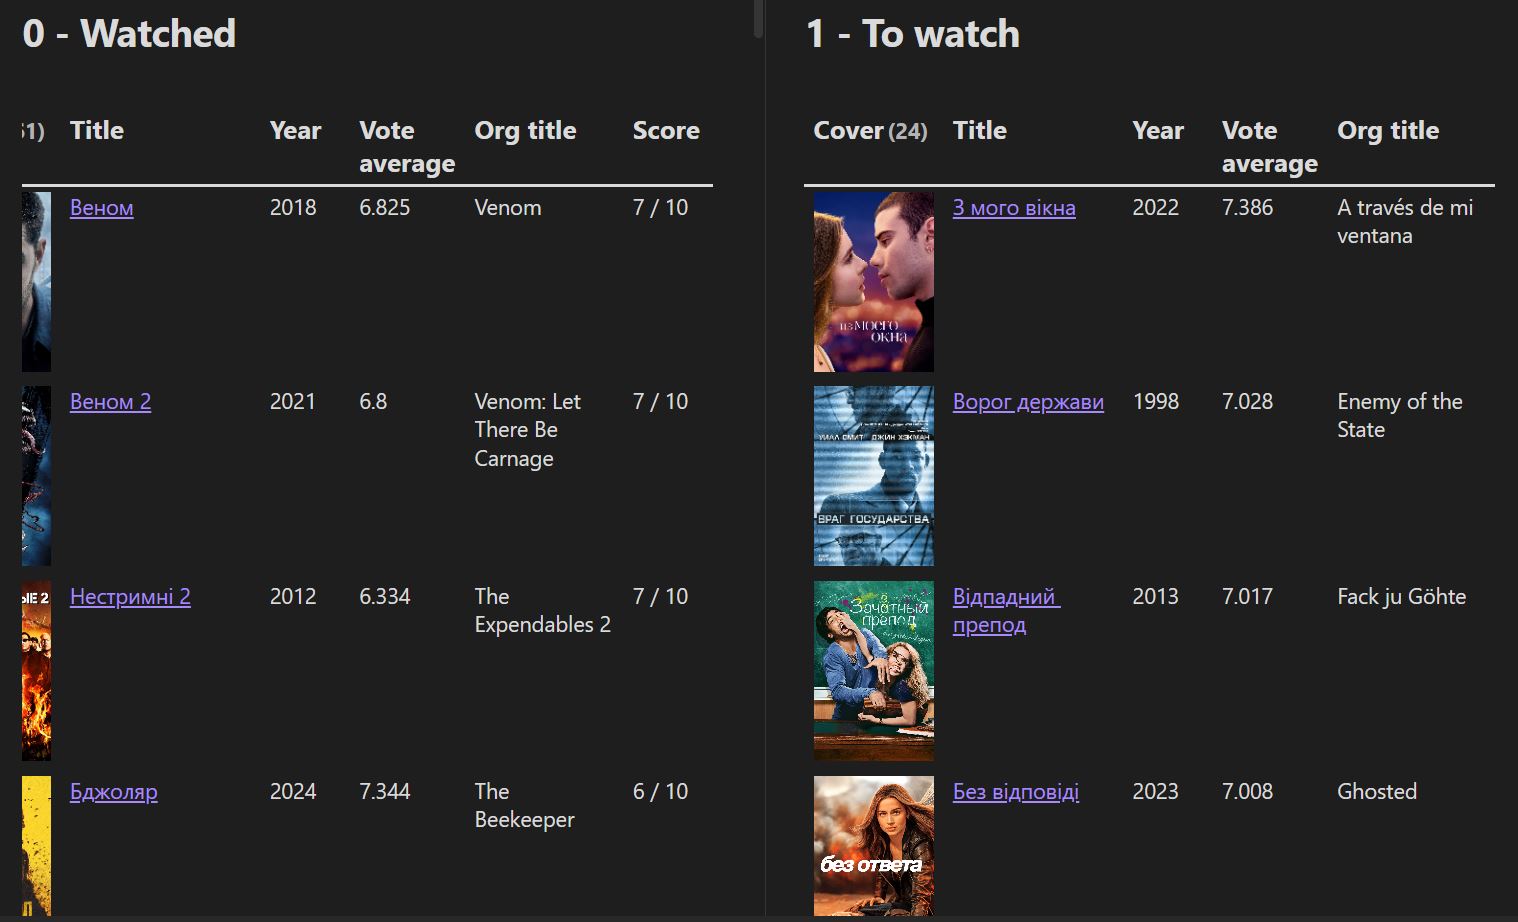 0 - Watched
51) Title Year Vote average Org title Score
Веном 2018 6.825 Venom 7 / 10
Веном 2 2021 6.8 Venom: Let There Be Carnage 7 / 10
ЫЕ 2
Нестримні 2 2012 6.334 The Expendables 2 7 / 10
Бджоляр 2024 7.344 The Beekeeper 6 / 10
1 - To watch
Cover (24) Title Year Vote average Org title
З мого вікна 2022 7.386 A través de mi ventana
из моего
окна
Ворог держави 1998 7.028 Enemy of the State
УИЛЛ СМИТ ДЖИН ХЭКМАН
ВРАГ ГОСУДАРСТВА
Відпадний препод 2013 7.017 Fack ju Göhte
Зачётный
препод
Без відповіді 2023 7.008 Ghosted
без ответа